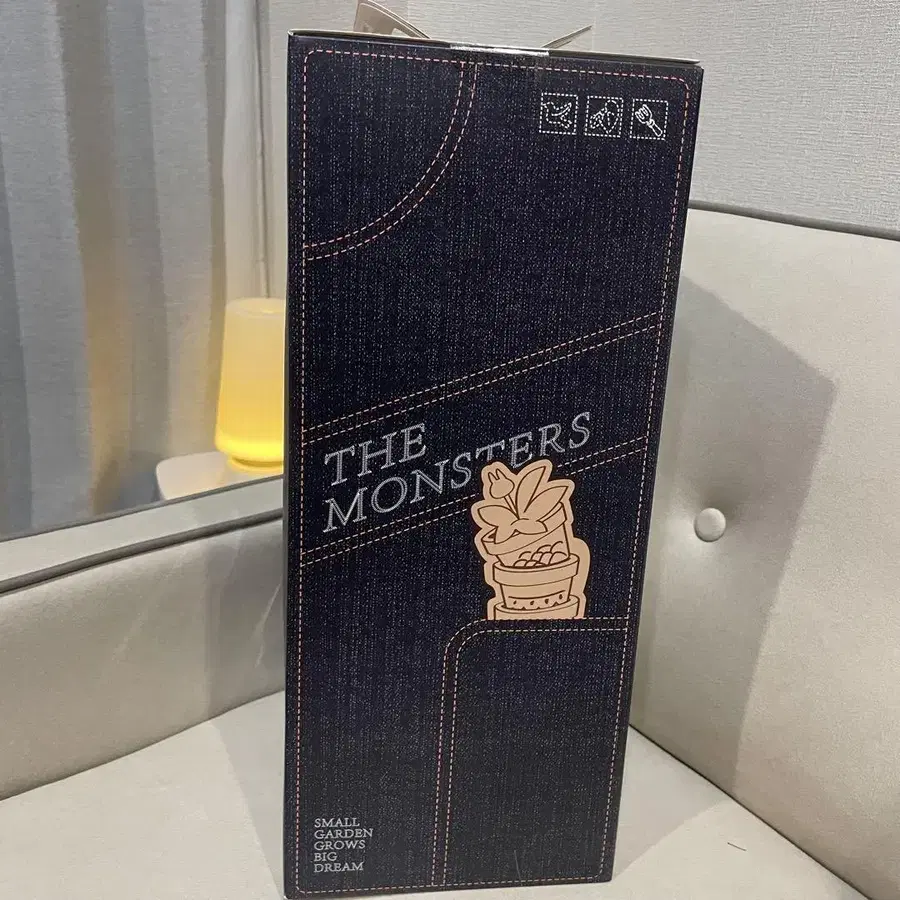 THE
MONSTERS
SMALL
GARDEN
GROWS
BIG
DREAM